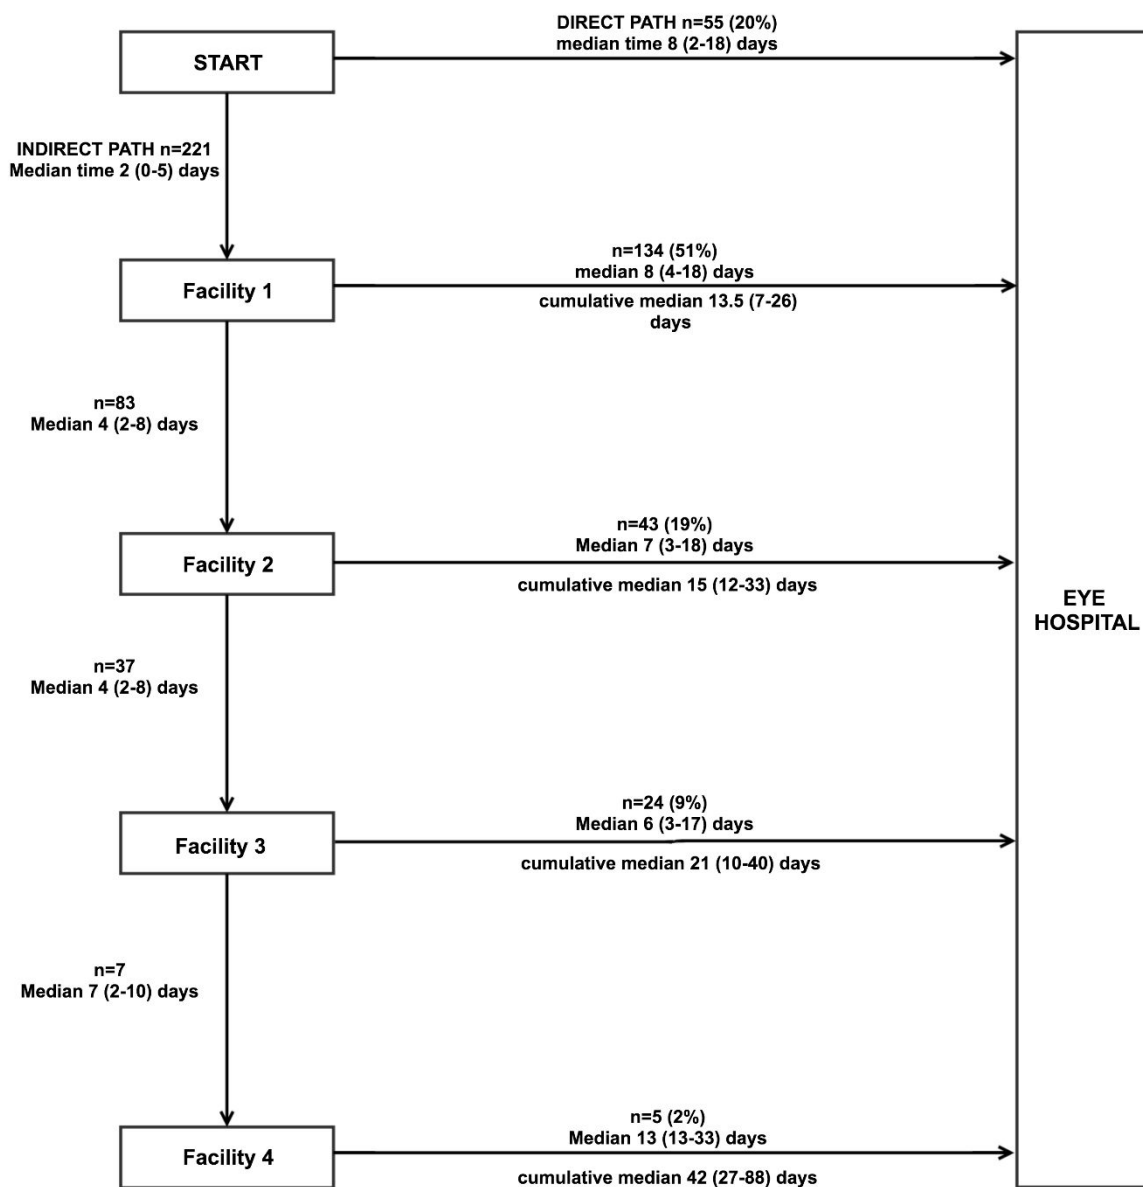 DIRECT PATH n=55 (20%)
median time 8 (2-18) days
START
INDIRECT PATH n=221
Median time 2 (0-5) days
n=134 (51%)
median 8 (4-18) days
Facility 1
cumulative median 13.5 (7-26)
days
n=83
Median 4 (2-8) days
n=43 (19%)
Median 7 (3-18) days
Facility 2
cumulative median 15 (12-33) days
EYE
HOSPITAL
n=37
Median 4 (2-8) days
n=24 (9%)
Median 6 (3-17) days
Facility 3
cumulative median 21 (10-40) days
n=7
Median 7 (2-10) days
n=5 (2%)
Median 13 (13-33) days
Facility 4
cumulative median 42 (27-88) days